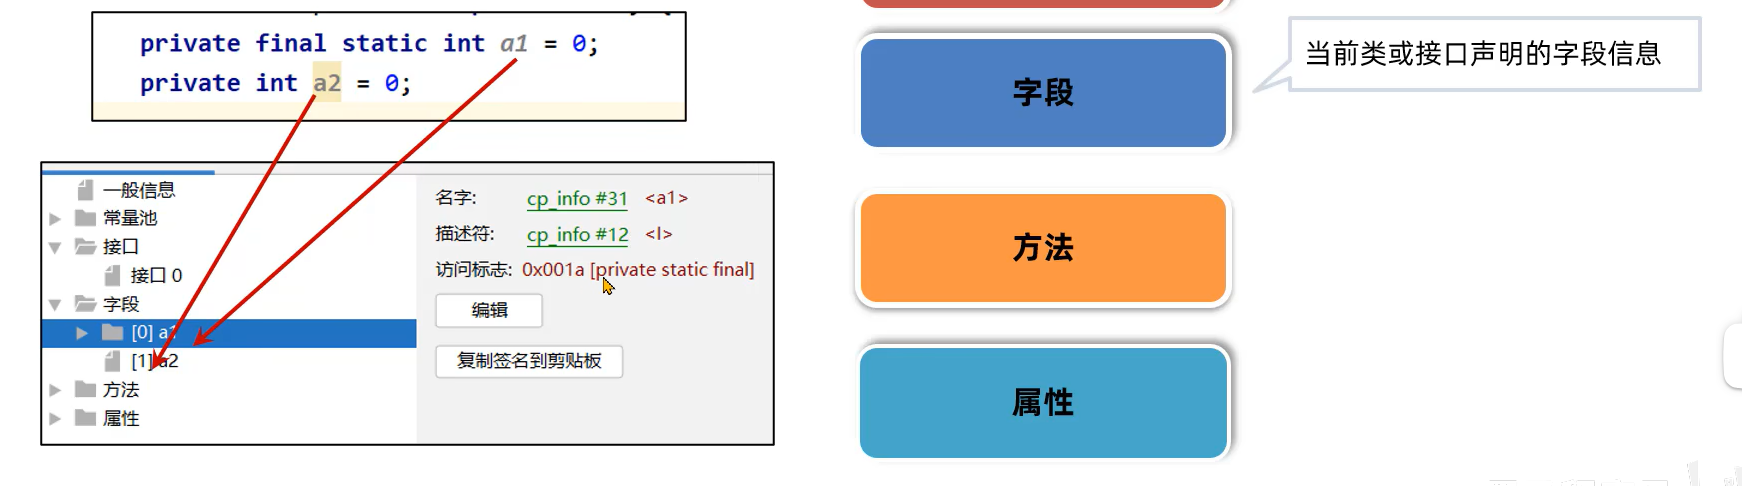 private final static int a1 = 0;
private int a2 = 0;
一般信息
常量池
接口
接口 0
字段
[0] a1
[1] a2
方法
属性
名字: cp_info #31 <a1>
描述符: cp_info #12 <I>
访问标志: 0x001a [private static final]
编辑
复制签名到剪贴板
字段
方法
属性
当前类或接口声明的字段信息